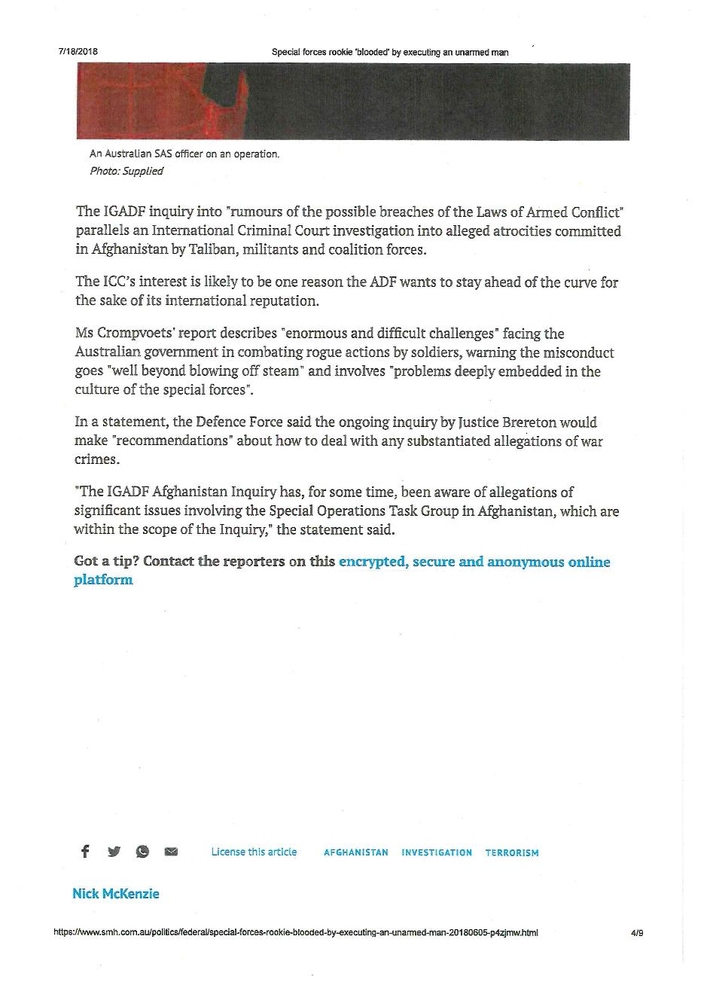 7/18/2018 Special forces rookie 'blooded' by executing an unarmed man
An Australian SAS officer on an operation.
Photo: Supplied
The IGADF inquiry into "rumours of the possible breaches of the Laws of Armed Conflict"
parallels an International Criminal Court investigation into alleged atrocities committed
in Afghanistan by Taliban, militants and coalition forces.
The ICC's interest is likely to be one reason the ADF wants to stay ahead of the curve for
the sake of its international reputation.
Ms Crompvoets' report describes "enormous and difficult challenges" facing the
Australian government in combating rogue actions by soldiers, warning the misconduct
goes "well beyond blowing off steam" and involves "problems deeply embedded in the
culture of the special forces".
In a statement, the Defence Force said the ongoing inquiry by Justice Brereton would
make "recommendations" about how to deal with any substantiated allegations of war
crimes.
"The IGADF Afghanistan Inquiry has, for some time, been aware of allegations of
significant issues involving the Special Operations Task Group in Afghanistan, which are
within the scope of the Inquiry," the statement said.
Got a tip? Contact the reporters on this encrypted, secure and anonymous online
platform
License this article AFGHANISTAN INVESTIGATION TERRORISM
Nick McKenzie
https://www.smh.com.au/politics/federal/special-forces-rookie-blooded-by-executing-an-unarmed-man-20180605-p4zjmw.html 4/9